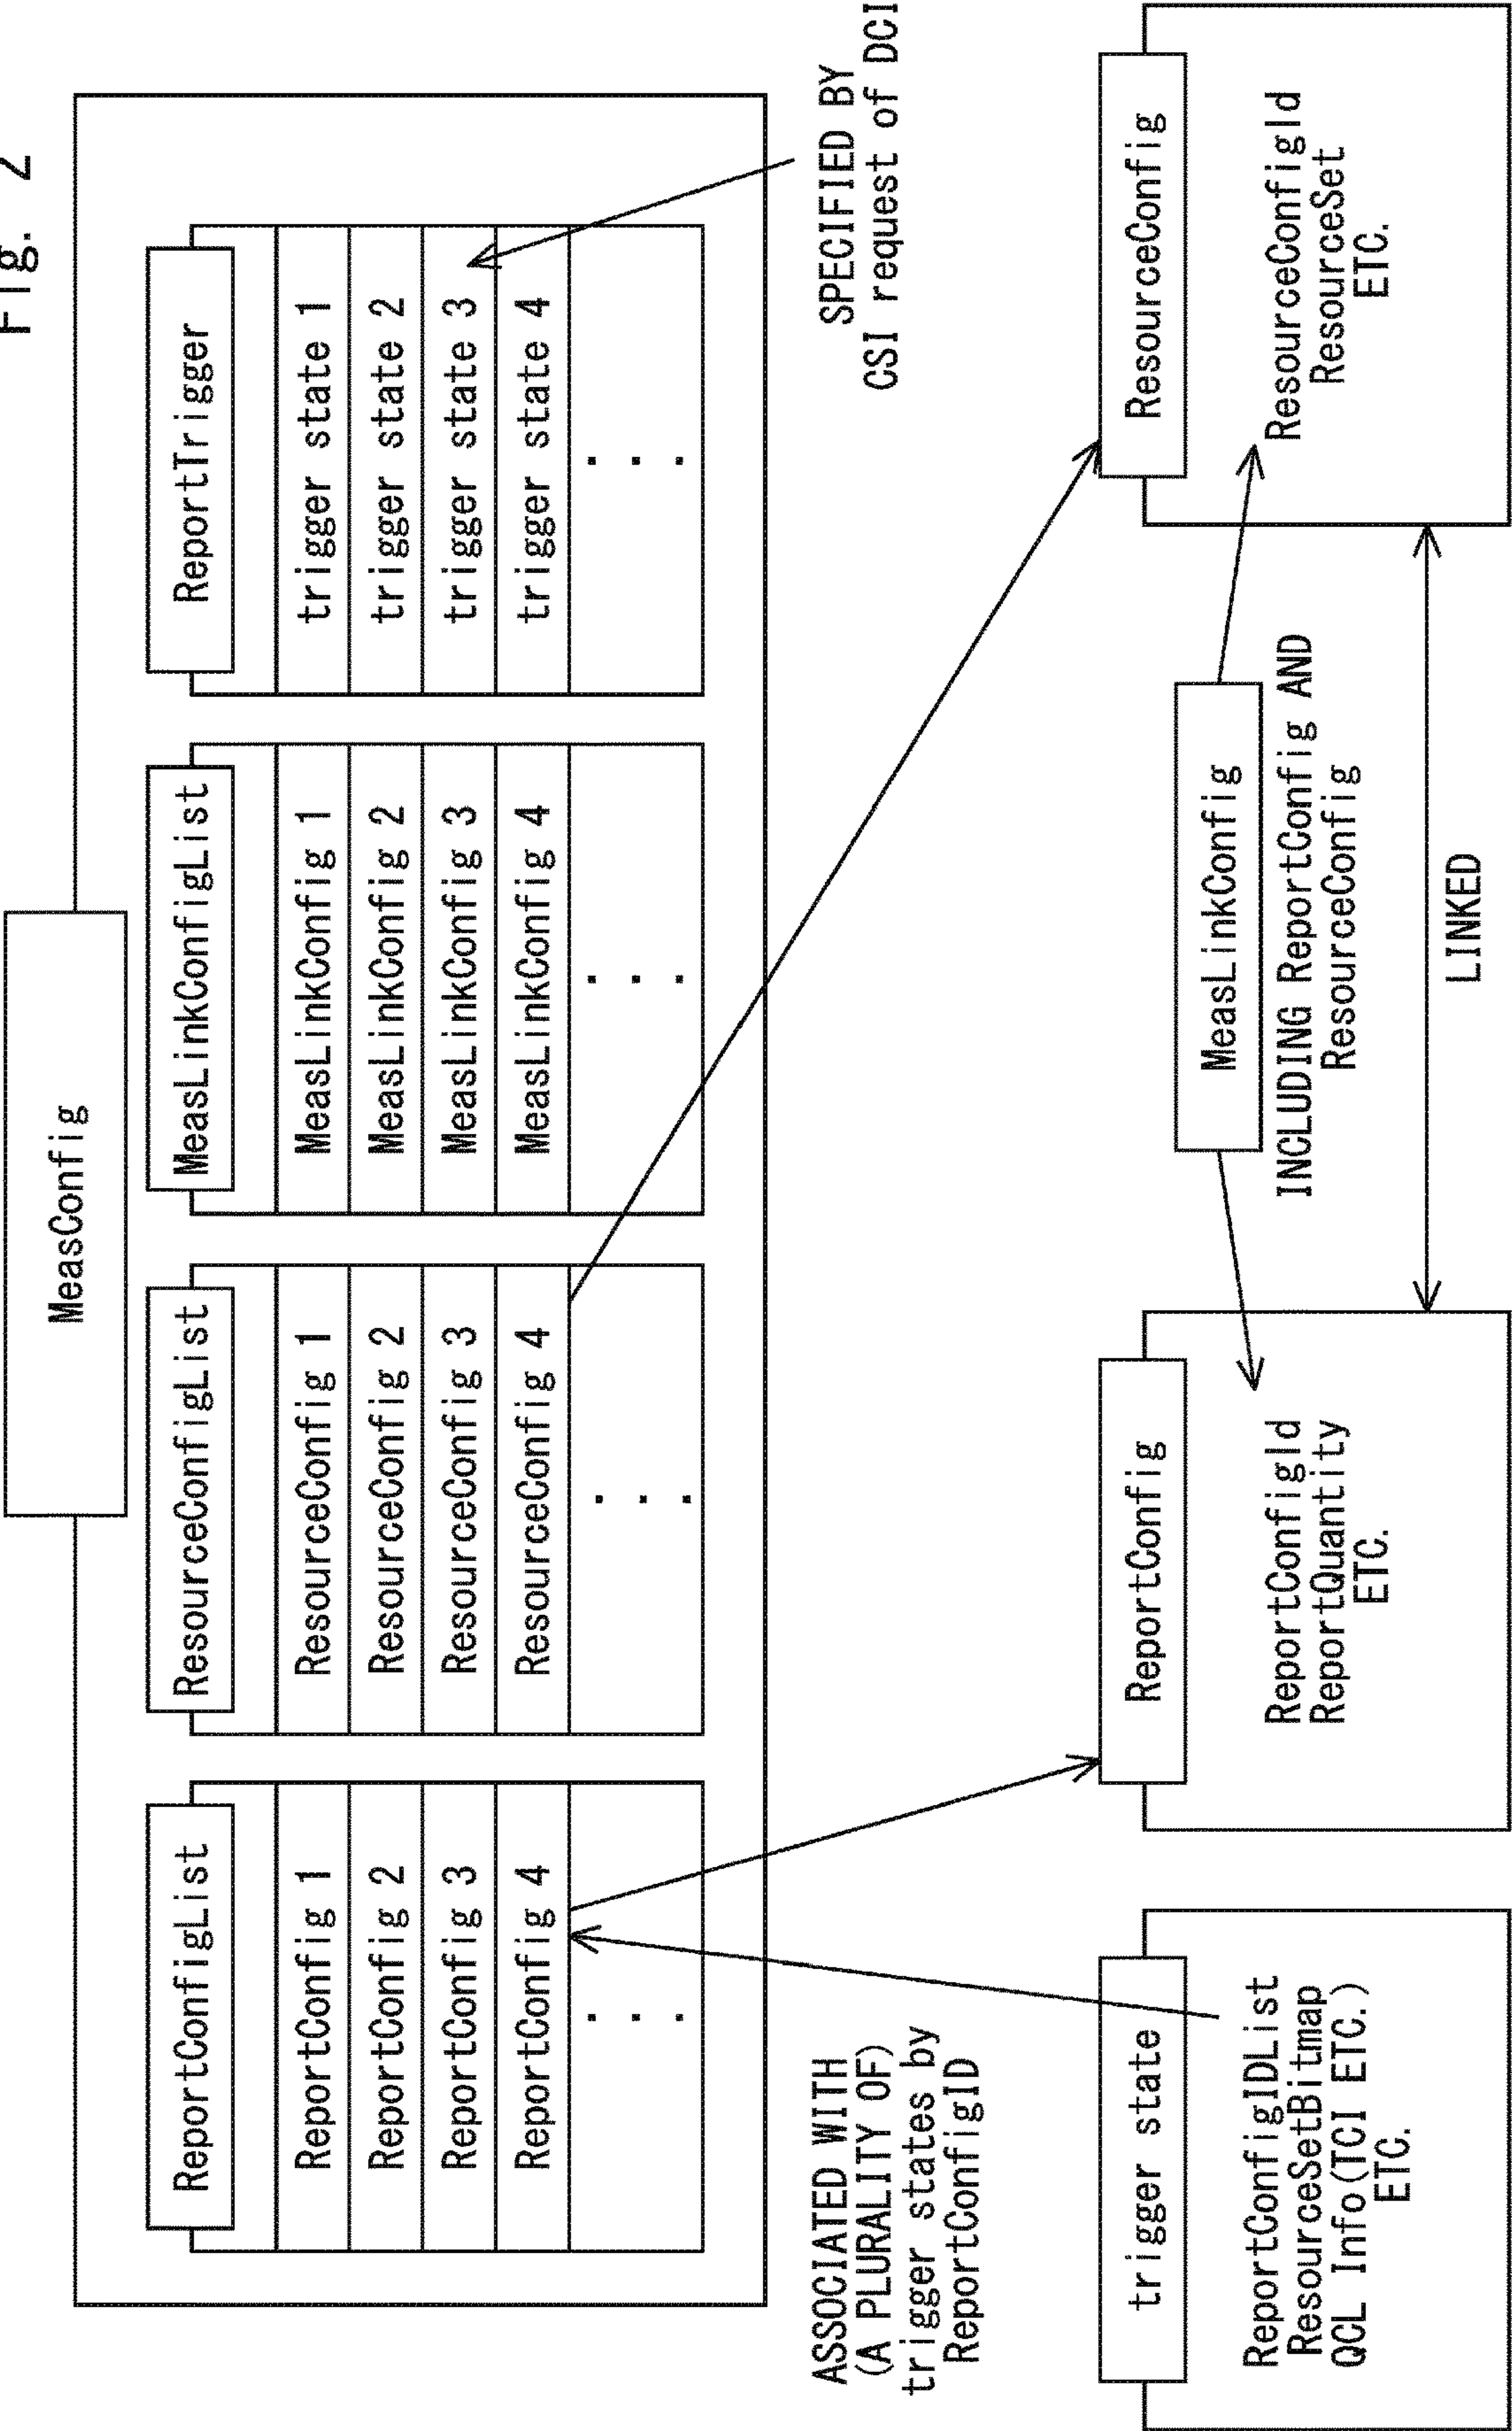 Fig. 2
MeasConfig
ReportConfigList
ReportConfig 1
ReportConfig 2
ReportConfig 3
ReportConfig 4
. . .
ResourceConfigList
ResourceConfig 1
ResourceConfig 2
ResourceConfig 3
ResourceConfig 4
. . .
MeasLinkConfigList
MeasLinkConfig 1
MeasLinkConfig 2
MeasLinkConfig 3
MeasLinkConfig 4
. . .
ReportTrigger
trigger state 1
trigger state 2
trigger state 3
trigger state 4
. . .
ASSOCIATED WITH
(A PLURALITY OF)
trigger states by
ReportConfigID
SPECIFIED BY
CSI request of DCI
trigger state
ReportConfigIDList
ResourceSetBitmap
QCL Info(TCI ETC.)
ETC.
ReportConfig
ReportConfigId
ReportQuantity
ETC.
MeasLinkConfig
INCLUDING ReportConfig AND
ResourceConfig
LINKED
ResourceConfig
ResourceConfigId
ResourceSet
ETC.